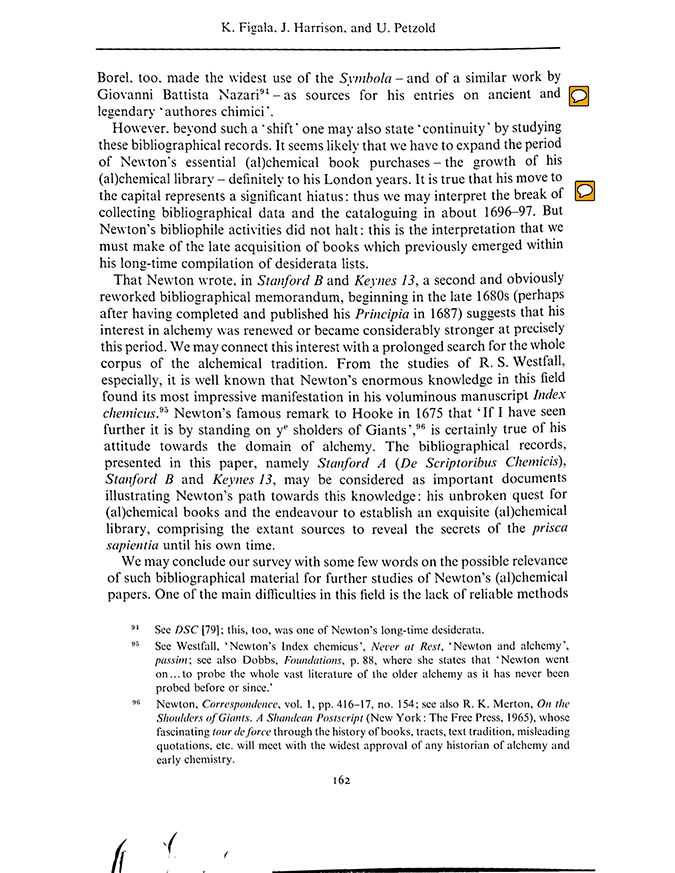 K. Figala, J. Harrison, and U. Petzold
Borel, too, made the widest use of the Symbola – and of a similar work by
Giovanni Battista Nazari⁹⁴ – as sources for his entries on ancient and
legendary ‘authores chimici’.
However, beyond such a ‘shift’ one may also state ‘continuity’ by studying
these bibliographical records. It seems likely that we have to expand the period
of Newton's essential (al)chemical book purchases – the growth of his
(al)chemical library – definitely to his London years. It is true that his move to
the capital represents a significant hiatus: thus we may interpret the break of
collecting bibliographical data and the cataloguing in about 1696–97. But
Newton's bibliophile activities did not halt: this is the interpretation that we
must make of the late acquisition of books which previously emerged within
his long-time compilation of desiderata lists.
That Newton wrote, in Stanford B and Keynes 13, a second and obviously
reworked bibliographical memorandum, beginning in the late 1680s (perhaps
after having completed and published his Principia in 1687) suggests that his
interest in alchemy was renewed or became considerably stronger at precisely
this period. We may connect this interest with a prolonged search for the whole
corpus of the alchemical tradition. From the studies of R. S. Westfall,
especially, it is well known that Newton's enormous knowledge in this field
found its most impressive manifestation in his voluminous manuscript Index
chemicus.⁹⁵ Newton's famous remark to Hooke in 1675 that ‘If I have seen
further it is by standing on yᵉ sholders of Giants’,⁹⁶ is certainly true of his
attitude towards the domain of alchemy. The bibliographical records,
presented in this paper, namely Stanford A (De Scriptoribus Chemicis),
Stanford B and Keynes 13, may be considered as important documents
illustrating Newton's path towards this knowledge: his unbroken quest for
(al)chemical books and the endeavour to establish an exquisite (al)chemical
library, comprising the extant sources to reveal the secrets of the prisca
sapientia until his own time.
We may conclude our survey with some few words on the possible relevance
of such bibliographical material for further studies of Newton's (al)chemical
papers. One of the main difficulties in this field is the lack of reliable methods
⁹⁴ See DSC [79]; this, too, was one of Newton's long-time desiderata.
⁹⁵ See Westfall, ‘Newton's Index chemicus’, Never at Rest, ‘Newton and alchemy’,
passim; see also Dobbs, Foundations, p. 88, where she states that ‘Newton went
on...to probe the whole vast literature of the older alchemy as it has never been
probed before or since.’
⁹⁶ Newton, Correspondence, vol. 1, pp. 416–17, no. 154; see also R. K. Merton, On the
Shoulders of Giants. A Shandean Postscript (New York: The Free Press, 1965), whose
fascinating tour de force through the history of books, tracts, text tradition, misleading
quotations, etc. will meet with the widest approval of any historian of alchemy and
early chemistry.
162